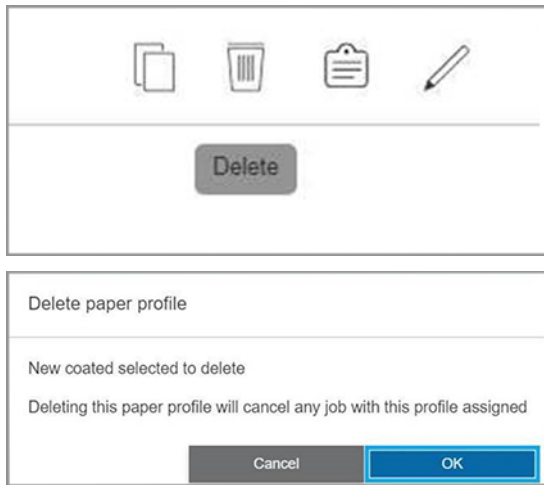 Delete
Delete paper profile
New coated selected to delete
Deleting this paper profile will cancel any job with this profile assigned
Cancel
OK